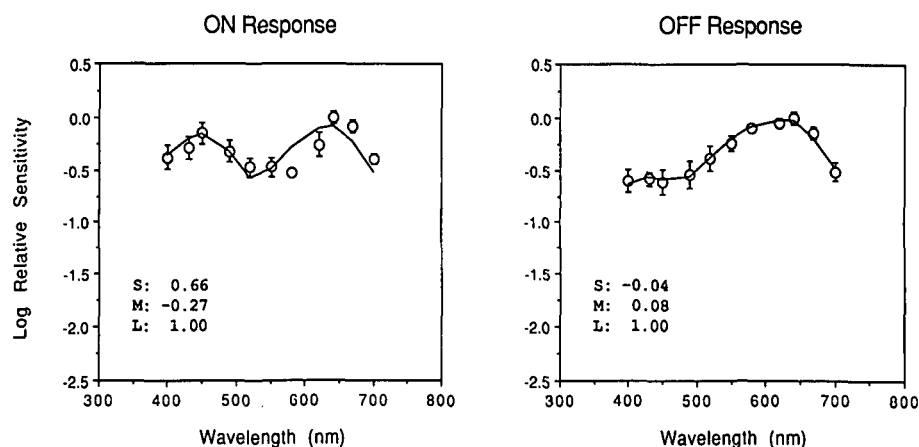 ON Response
OFF Response
Log Relative Sensitivity
0.5
0.0
-0.5
-1.0
-1.5
-2.0
-2.5
S: 0.66
M: -0.27
L: 1.00
300 400 500 600 700 800
Wavelength (nm)
0.5
0.0
-0.5
-1.0
-1.5
-2.0
-2.5
S: -0.04
M: 0.08
L: 1.00
300 400 500 600 700 800
Wavelength (nm)